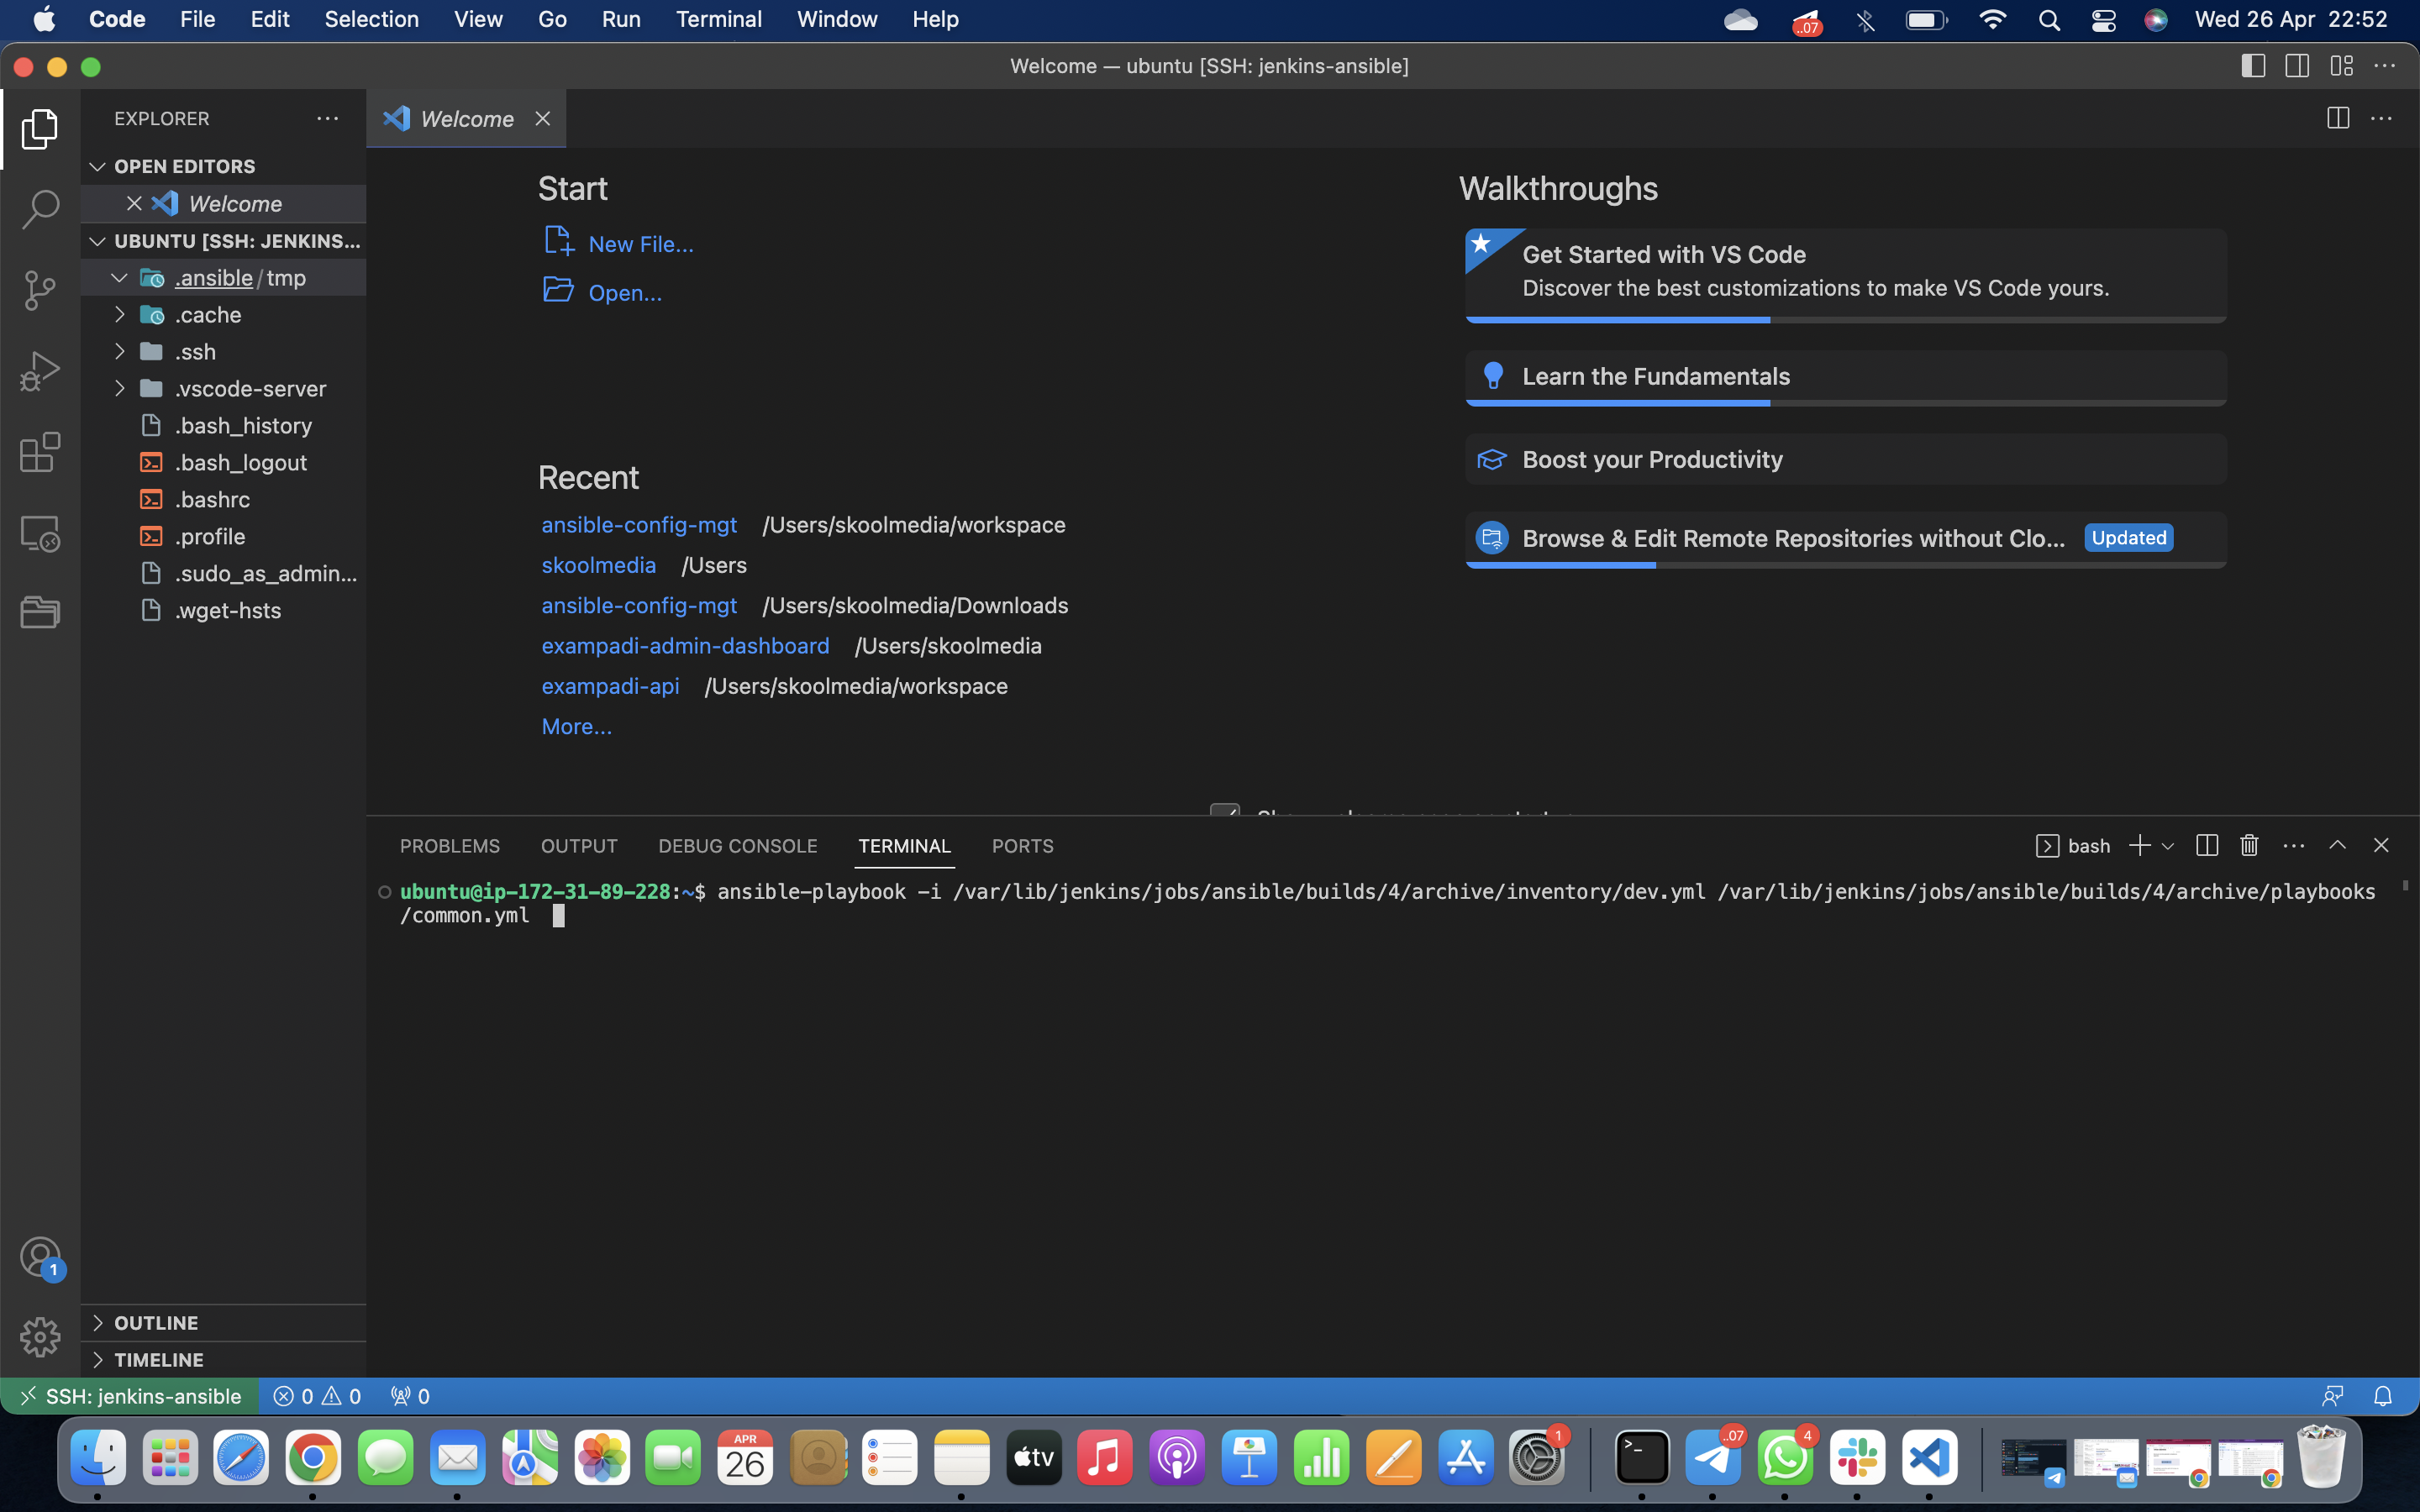 Code File Edit Selection View Go Run Terminal Window Help
..07
Wed 26 Apr 22:52
Welcome — ubuntu [SSH: jenkins-ansible]
EXPLORER
Welcome
OPEN EDITORS
Welcome
UBUNTU [SSH: JENKINS...
.ansible/tmp
.cache
.ssh
.vscode-server
.bash_history
.bash_logout
.bashrc
.profile
.sudo_as_admin...
.wget-hsts
OUTLINE
TIMELINE
Start
New File...
Open...
Recent
ansible-config-mgt /Users/skoolmedia/workspace
skoolmedia /Users
ansible-config-mgt /Users/skoolmedia/Downloads
exampadi-admin-dashboard /Users/skoolmedia
exampadi-api /Users/skoolmedia/workspace
More...
Walkthroughs
Get Started with VS Code
Discover the best customizations to make VS Code yours.
Learn the Fundamentals
Boost your Productivity
Browse & Edit Remote Repositories without Clo... Updated
PROBLEMS OUTPUT DEBUG CONSOLE TERMINAL PORTS
bash
ubuntu@ip-172-31-89-228:~$ ansible-playbook -i /var/lib/jenkins/jobs/ansible/builds/4/archive/inventory/dev.yml /var/lib/jenkins/jobs/ansible/builds/4/archive/playbooks
/common.yml
1
SSH: jenkins-ansible 0 0 0
APR
26
tv
1
..07
4